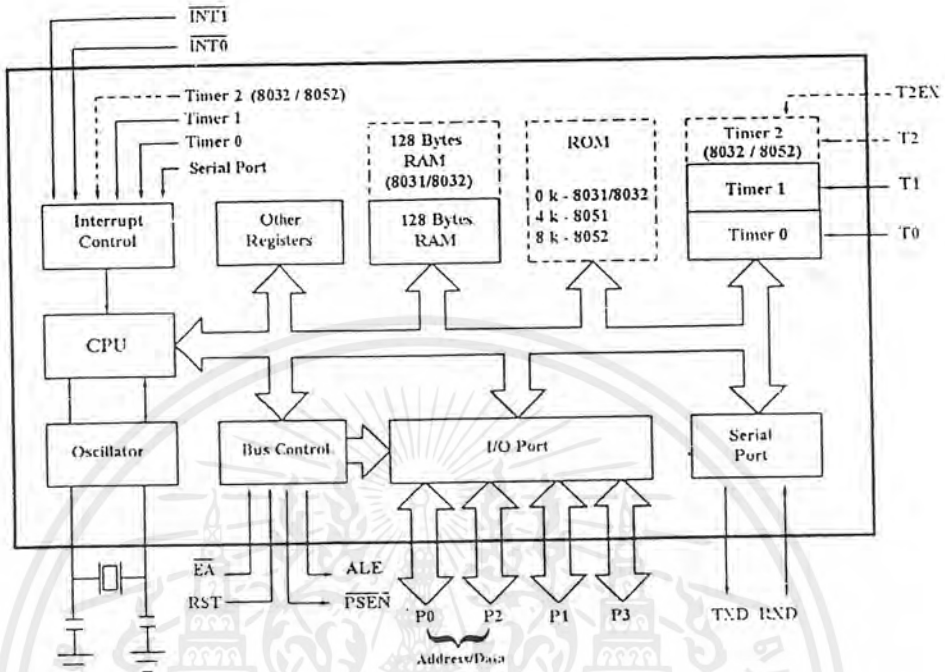 INT1
INT0
Timer 2 (8032 / 8052)
Timer 1
Timer 0
Serial Port
T2EX
T2
T1
T0
Interrupt
Control
Other
Registers
128 Bytes
RAM
(8031/8032)
128 Bytes
RAM
ROM
0 k - 8031/8032
4 k - 8051
8 k - 8052
Timer 2
(8032 / 8052)
Timer 1
Timer 0
CPU
Oscillator
Bus Control
I/O Port
Serial
Port
EA
RST
ALE
PSEN
P0
P2
P1
P3
TXD RXD
Address/Data